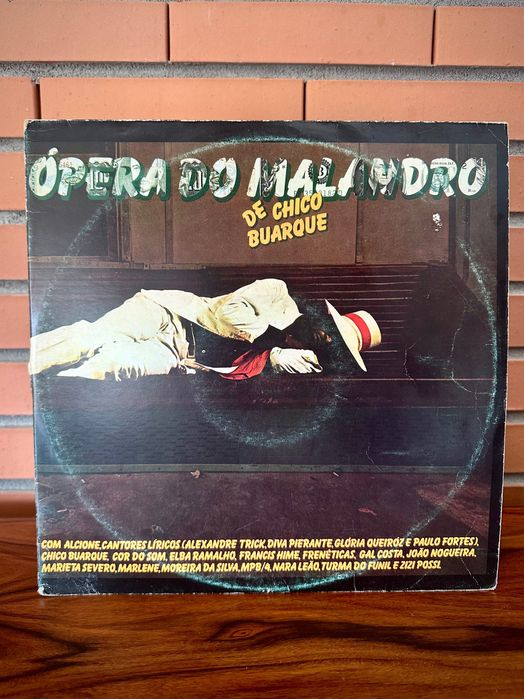 ÓPERA DO MALANDRO
DE CHICO
BUARQUE
COM ALCIONE, CANTORES LÍRICOS (ALEXANDRE TRICK, DIVA PIERANTE, GLÓRIA QUEIRÓZ E PAULO FORTES),
CHICO BUARQUE, COR DO SOM, ELBA RAMALHO, FRANCIS HIME, FRENÉTICAS, GAL COSTA, JOÃO NOGUEIRA,
MARIETA SEVERO, MARLENE, MOREIRA DA SILVA, MPB/4, NARA LEÃO, TURMA DO FUNIL E ZIZI POSSI.